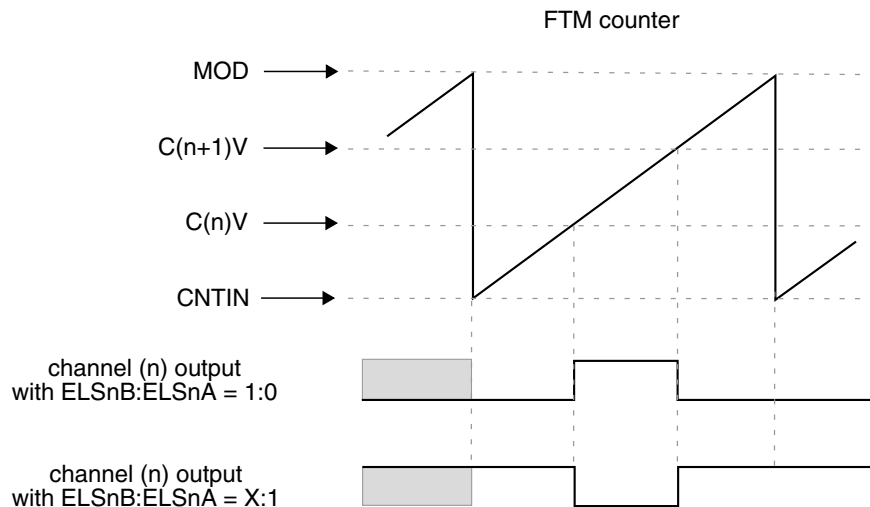 FTM counter
MOD
C(n+1)V
C(n)V
CNTIN
channel (n) output
with ELSnB:ELSnA = 1:0
channel (n) output
with ELSnB:ELSnA = X:1